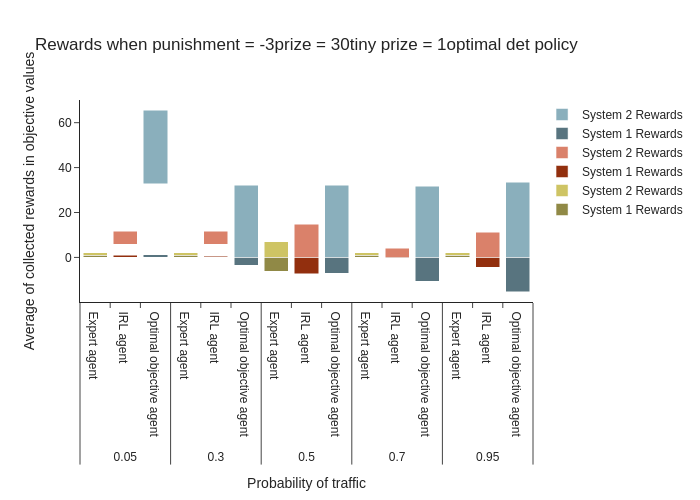 Rewards when punishment = -3prize = 30tiny prize = 1optimal det policy
Average of collected rewards in objective values
60
40
20
0
System 2 Rewards
System 1 Rewards
System 2 Rewards
System 1 Rewards
System 2 Rewards
System 1 Rewards
Expert agent
IRL agent
Optimal objective agent
Expert agent
IRL agent
Optimal objective agent
Expert agent
IRL agent
Optimal objective agent
Expert agent
IRL agent
Optimal objective agent
Expert agent
IRL agent
Optimal objective agent
0.05
0.3
0.5
0.7
0.95
Probability of traffic